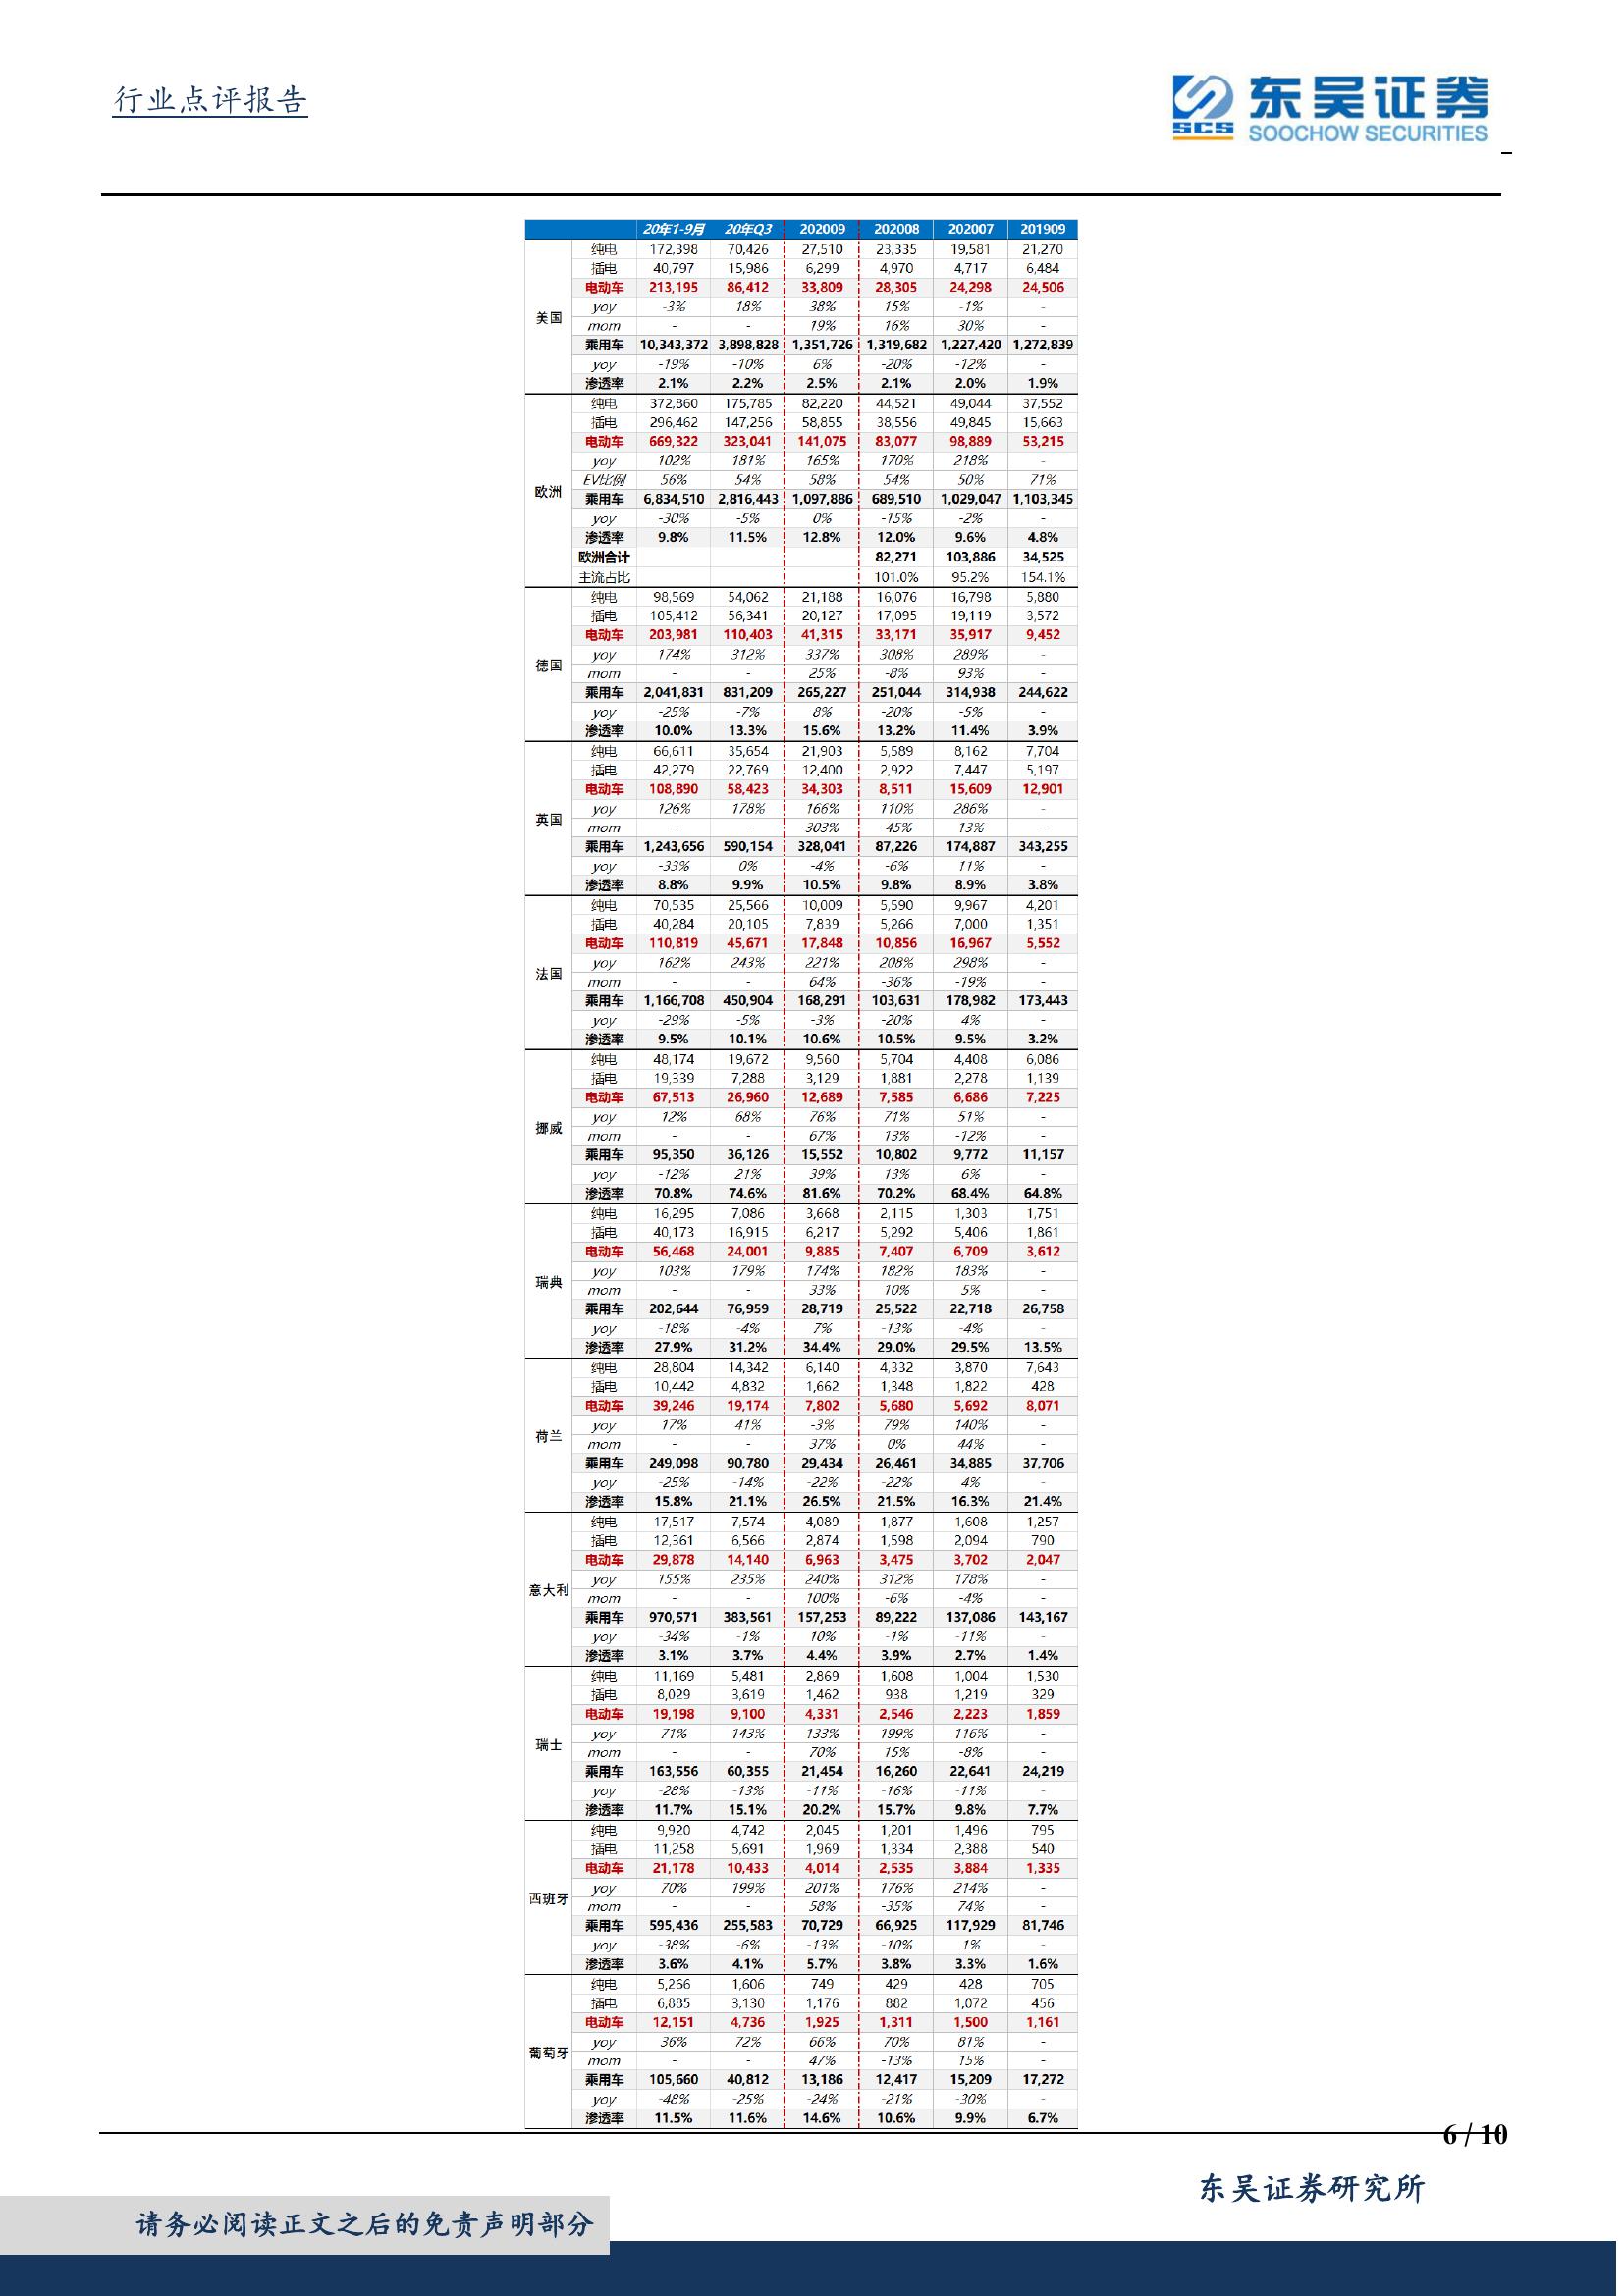 行业点评报告
SCS 东吴证券
SOOCHOW SECURITIES
20年1-9月 20年Q3 202009 202008 202007 201909
美国
纯电 172,398 70,426 27,510 23,335 19,581 21,270
插电 40,797 15,986 6,299 4,970 4,717 6,484
电动车 213,195 86,412 33,809 28,305 24,298 24,506
yoy -3% 18% 38% 15% -1% -
mom - - 19% 16% 30% -
乘用车 10,343,372 3,898,828 1,351,726 1,319,682 1,227,420 1,272,839
yoy -19% -10% 6% -20% -12% -
渗透率 2.1% 2.2% 2.5% 2.1% 2.0% 1.9%
欧洲
纯电 372,860 175,785 82,220 44,521 49,044 37,552
插电 296,462 147,256 58,855 38,556 49,845 15,663
电动车 669,322 323,041 141,075 83,077 98,889 53,215
yoy 102% 181% 165% 170% 218% -
EV比例 56% 54% 58% 54% 50% 71%
乘用车 6,834,510 2,816,443 1,097,886 689,510 1,029,047 1,103,345
yoy -30% -5% 0% -15% -2% -
渗透率 9.8% 11.5% 12.8% 12.0% 9.6% 4.8%
欧洲合计 82,271 103,886 34,525
主流占比 101.0% 95.2% 154.1%
德国
纯电 98,569 54,062 21,188 16,076 16,798 5,880
插电 105,412 56,341 20,127 17,095 19,119 3,572
电动车 203,981 110,403 41,315 33,171 35,917 9,452
yoy 174% 312% 337% 308% 289% -
mom - - 25% -8% 93% -
乘用车 2,041,831 831,209 265,227 251,044 314,938 244,622
yoy -25% -7% 8% -20% -5% -
渗透率 10.0% 13.3% 15.6% 13.2% 11.4% 3.9%
英国
纯电 66,611 35,654 21,903 5,589 8,162 7,704
插电 42,279 22,769 12,400 2,922 7,447 5,197
电动车 108,890 58,423 34,303 8,511 15,609 12,901
yoy 126% 178% 166% 110% 286% -
mom - - 303% -45% 13% -
乘用车 1,243,656 590,154 328,041 87,226 174,887 343,255
yoy -33% 0% -4% -6% 11% -
渗透率 8.8% 9.9% 10.5% 9.8% 8.9% 3.8%
法国
纯电 70,535 25,566 10,009 5,590 9,967 4,201
插电 40,284 20,105 7,839 5,266 7,000 1,351
电动车 110,819 45,671 17,848 10,856 16,967 5,552
yoy 162% 243% 221% 208% 298% -
mom - - 64% -36% -19% -
乘用车 1,166,708 450,904 168,291 103,631 178,982 173,443
yoy -29% -5% -3% -20% 4% -
渗透率 9.5% 10.1% 10.6% 10.5% 9.5% 3.2%
挪威
纯电 48,174 19,672 9,560 5,704 4,408 6,086
插电 19,339 7,288 3,129 1,881 2,278 1,139
电动车 67,513 26,960 12,689 7,585 6,686 7,225
yoy 12% 68% 76% 71% 51% -
mom - - 67% 13% -12% -
乘用车 95,350 36,126 15,552 10,802 9,772 11,157
yoy -12% 21% 39% 13% 6% -
渗透率 70.8% 74.6% 81.6% 70.2% 68.4% 64.8%
瑞典
纯电 16,295 7,086 3,668 2,115 1,303 1,751
插电 40,173 16,915 6,217 5,292 5,406 1,861
电动车 56,468 24,001 9,885 7,407 6,709 3,612
yoy 103% 179% 174% 182% 183% -
mom - - 33% 10% 5% -
乘用车 202,644 76,959 28,719 25,522 22,718 26,758
yoy -18% -4% 7% -13% -4% -
渗透率 27.9% 31.2% 34.4% 29.0% 29.5% 13.5%
荷兰
纯电 28,804 14,342 6,140 4,332 3,870 7,643
插电 10,442 4,832 1,662 1,348 1,822 428
电动车 39,246 19,174 7,802 5,680 5,692 8,071
yoy 17% 41% -3% 79% 140% -
mom - - 37% 0% 44% -
乘用车 249,098 90,780 29,434 26,461 34,885 37,706
yoy -25% -14% -22% -22% 4% -
渗透率 15.8% 21.1% 26.5% 21.5% 16.3% 21.4%
意大利
纯电 17,517 7,574 4,089 1,877 1,608 1,257
插电 12,361 6,566 2,874 1,598 2,094 790
电动车 29,878 14,140 6,963 3,475 3,702 2,047
yoy 155% 235% 240% 312% 178% -
mom - - 100% -6% -4% -
乘用车 970,571 383,561 157,253 89,222 137,086 143,167
yoy -34% -1% 10% -1% -11% -
渗透率 3.1% 3.7% 4.4% 3.9% 2.7% 1.4%
瑞士
纯电 11,169 5,481 2,869 1,608 1,004 1,530
插电 8,029 3,619 1,462 938 1,219 329
电动车 19,198 9,100 4,331 2,546 2,223 1,859
yoy 71% 143% 133% 199% 116% -
mom - - 70% 15% -8% -
乘用车 163,556 60,355 21,454 16,260 22,641 24,219
yoy -28% -13% -11% -16% -11% -
渗透率 11.7% 15.1% 20.2% 15.7% 9.8% 7.7%
西班牙
纯电 9,920 4,742 2,045 1,201 1,496 795
插电 11,258 5,691 1,969 1,334 2,388 540
电动车 21,178 10,433 4,014 2,535 3,884 1,335
yoy 70% 199% 201% 176% 214% -
mom - - 58% -35% 74% -
乘用车 595,436 255,583 70,729 66,925 117,929 81,746
yoy -38% -6% -13% -10% 1% -
渗透率 3.6% 4.1% 5.7% 3.8% 3.3% 1.6%
葡萄牙
纯电 5,266 1,606 749 429 428 705
插电 6,885 3,130 1,176 882 1,072 456
电动车 12,151 4,736 1,925 1,311 1,500 1,161
yoy 36% 72% 66% 70% 81% -
mom - - 47% -13% 15% -
乘用车 105,660 40,812 13,186 12,417 15,209 17,272
yoy -48% -25% -24% -21% -30% -
渗透率 11.5% 11.6% 14.6% 10.6% 9.9% 6.7%
6 / 10
东吴证券研究所
请务必阅读正文之后的免责声明部分